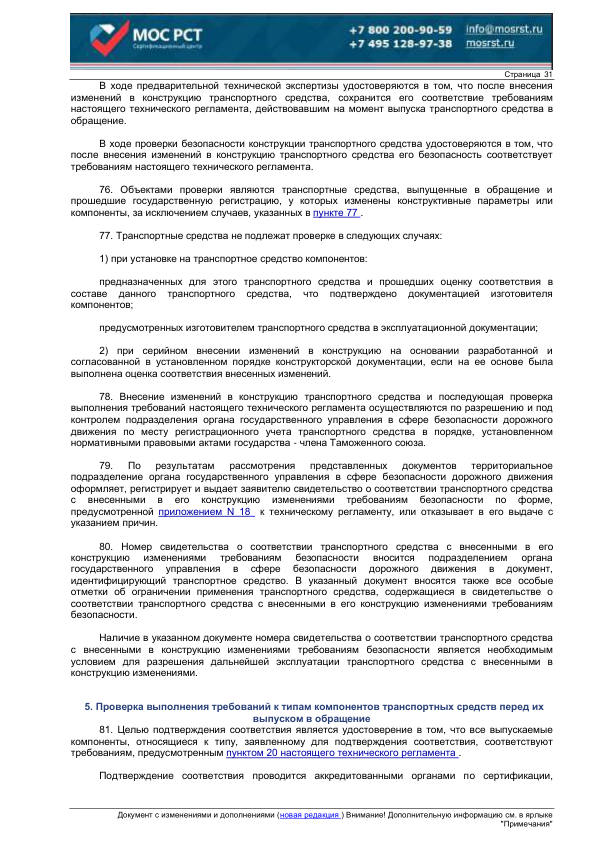 МОС РСТ
Сертификационный центр
+7 800 200-90-59 info@mosrst.ru
+7 495 128-97-38 mosrst.ru
Страница 31
В ходе предварительной технической экспертизы удостоверяются в том, что после внесения
изменений в конструкцию транспортного средства, сохранится его соответствие требованиям
настоящего технического регламента, действовавшим на момент выпуска транспортного средства в
обращение.
В ходе проверки безопасности конструкции транспортного средства удостоверяются в том, что
после внесения изменений в конструкцию транспортного средства его безопасность соответствует
требованиям настоящего технического регламента.
76. Объектами проверки являются транспортные средства, выпущенные в обращение и
прошедшие государственную регистрацию, у которых изменены конструктивные параметры или
компоненты, за исключением случаев, указанных в пункте 77 .
77. Транспортные средства не подлежат проверке в следующих случаях:
1) при установке на транспортное средство компонентов:
предназначенных для этого транспортного средства и прошедших оценку соответствия в
составе данного транспортного средства, что подтверждено документацией изготовителя
компонентов;
предусмотренных изготовителем транспортного средства в эксплуатационной документации;
2) при серийном внесении изменений в конструкцию на основании разработанной и
согласованной в установленном порядке конструкторской документации, если на ее основе была
выполнена оценка соответствия внесенных изменений.
78. Внесение изменений в конструкцию транспортного средства и последующая проверка
выполнения требований настоящего технического регламента осуществляются по разрешению и под
контролем подразделения органа государственного управления в сфере безопасности дорожного
движения по месту регистрационного учета транспортного средства в порядке, установленном
нормативными правовыми актами государства - члена Таможенного союза.
79. По результатам рассмотрения представленных документов территориальное
подразделение органа государственного управления в сфере безопасности дорожного движения
оформляет, регистрирует и выдает заявителю свидетельство о соответствии транспортного средства
с внесенными в его конструкцию изменениями требованиям безопасности по форме,
предусмотренной приложением N 18 к техническому регламенту, или отказывает в его выдаче с
указанием причин.
80. Номер свидетельства о соответствии транспортного средства с внесенными в его
конструкцию изменениями требованиям безопасности вносится подразделением органа
государственного управления в сфере безопасности дорожного движения в документ,
идентифицирующий транспортное средство. В указанный документ вносятся также все особые
отметки об ограничении применения транспортного средства, содержащиеся в свидетельстве о
соответствии транспортного средства с внесенными в его конструкцию изменениями требованиям
безопасности.
Наличие в указанном документе номера свидетельства о соответствии транспортного средства
с внесенными в конструкцию изменениями требованиям безопасности является необходимым
условием для разрешения дальнейшей эксплуатации транспортного средства с внесенными в
конструкцию изменениями.
5. Проверка выполнения требований к типам компонентов транспортных средств перед их
выпуском в обращение
81. Целью подтверждения соответствия является удостоверение в том, что все выпускаемые
компоненты, относящиеся к типу, заявленному для подтверждения соответствия, соответствуют
требованиям, предусмотренным пунктом 20 настоящего технического регламента .
Подтверждение соответствия проводится аккредитованными органами по сертификации,
Документ с изменениями и дополнениями (новая редакция ) Внимание! Дополнительную информацию см. в ярлыке
"Примечания"